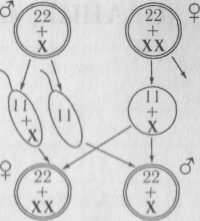 ♂ 22 + X
22 + XX ♀
11 + X
11
11 + X
♀ 22 + XX
22 + X ♂